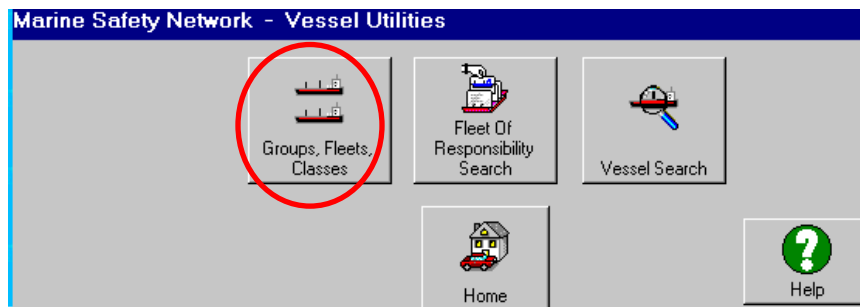 Marine Safety Network - Vessel Utilities
Groups, Fleets,
Classes
Fleet Of
Responsibility
Search
Vessel Search
Home
Help